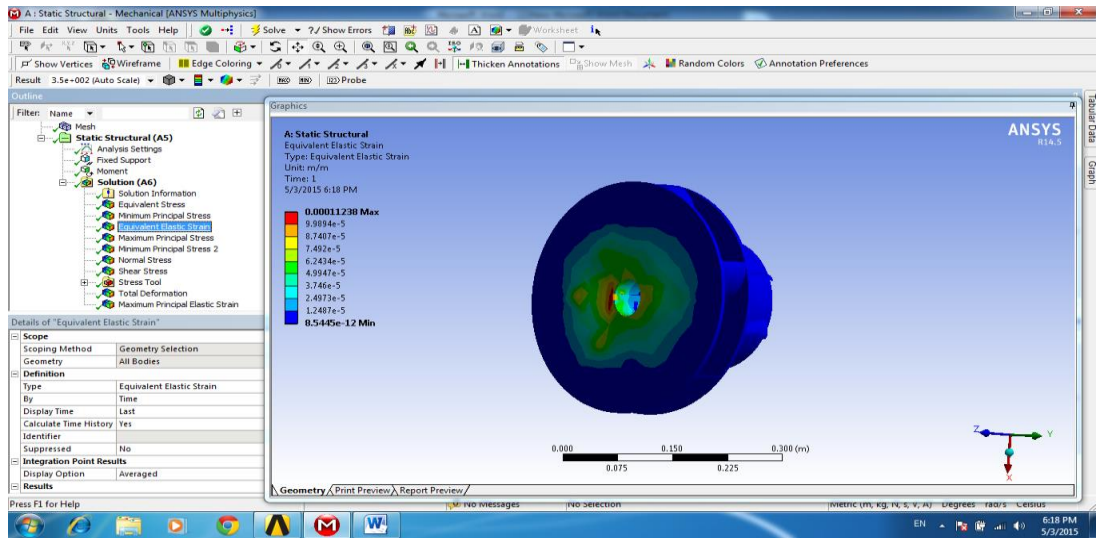 A : Static Structural - Mechanical [ANSYS Multiphysics]
File Edit View Units Tools Help Solve ?/ Show Errors Worksheet
Show Vertices Wireframe Edge Coloring Thicken Annotations Show Mesh Random Colors Annotation Preferences
Result 3.5e+002 (Auto Scale) Probe
Outline
Filter: Name
Mesh
Static Structural (A5)
Analysis Settings
Fixed Support
Moment
Solution (A6)
Solution Information
Equivalent Stress
Minimum Principal Stress
Equivalent Elastic Strain
Maximum Principal Stress
Minimum Principal Stress 2
Normal Stress
Shear Stress
Stress Tool
Total Deformation
Maximum Principal Elastic Strain
Details of "Equivalent Elastic Strain"
Scope
Scoping Method Geometry Selection
Geometry All Bodies
Definition
Type Equivalent Elastic Strain
By Time
Display Time Last
Calculate Time History Yes
Identifier
Suppressed No
Integration Point Results
Display Option Averaged
Results
Graphics
A: Static Structural
Equivalent Elastic Strain
Type: Equivalent Elastic Strain
Unit: m/m
Time: 1
5/3/2015 6:18 PM
0.00011238 Max
9.9894e-5
8.7407e-5
7.492e-5
6.2434e-5
4.9947e-5
3.746e-5
2.4973e-5
1.2487e-5
8.5445e-12 Min
ANSYS
R14.5
0.000 0.150 0.300 (m)
0.075 0.225
Z Y
X
Geometry Print Preview Report Preview
Tabular Data
Graph
Press F1 for Help No Messages No Selection Metric (m, kg, N, s, V, A) Degrees rad/s Celsius
EN 6:18 PM
5/3/2015